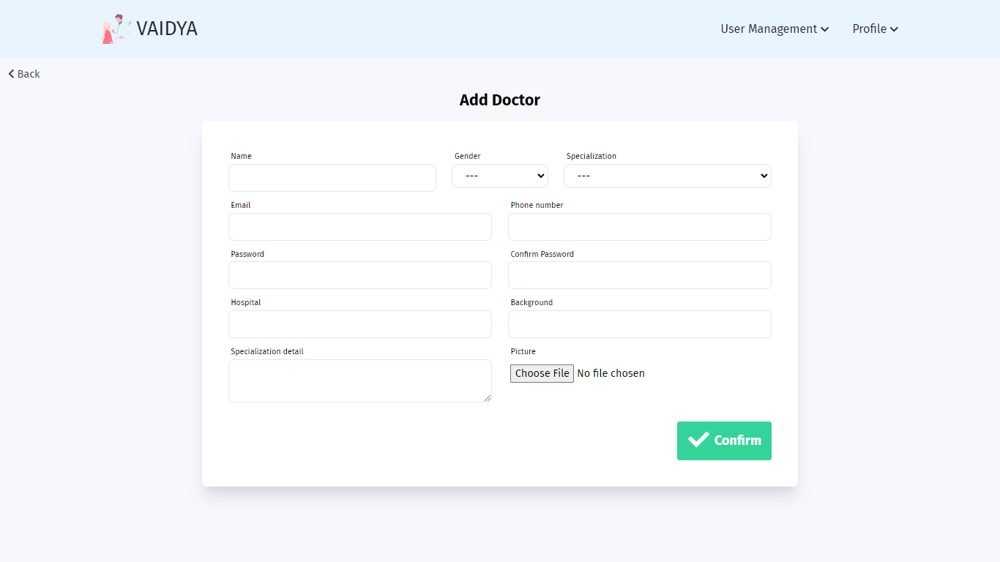 VAIDYA
User Management
Profile
Back
Add Doctor
Name
Gender
Specialization
---
---
Email
Phone number
Password
Confirm Password
Hospital
Background
Specialization detail
Picture
Choose File No file chosen
Confirm